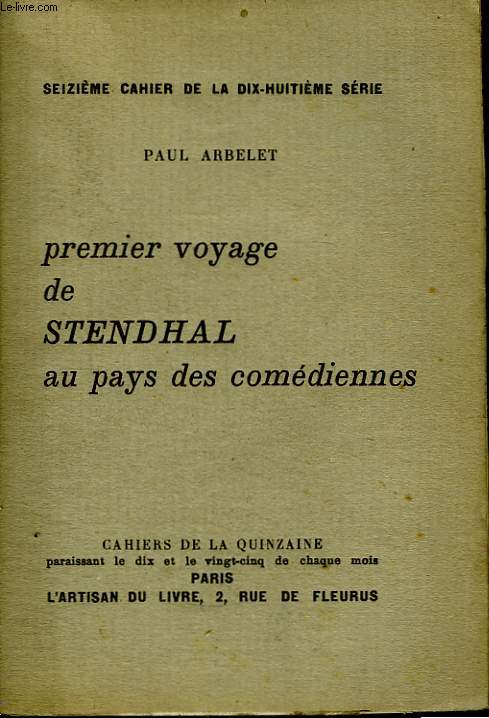 Le-livre.com
SEIZIÈME CAHIER DE LA DIX-HUITIÈME SÉRIE
PAUL ARBELET
premier voyage
de
STENDHAL
au pays des comédiennes
CAHIERS DE LA QUINZAINE
paraissant le dix et le vingt-cinq de chaque mois
PARIS
L'ARTISAN DU LIVRE, 2, RUE DE FLEURUS